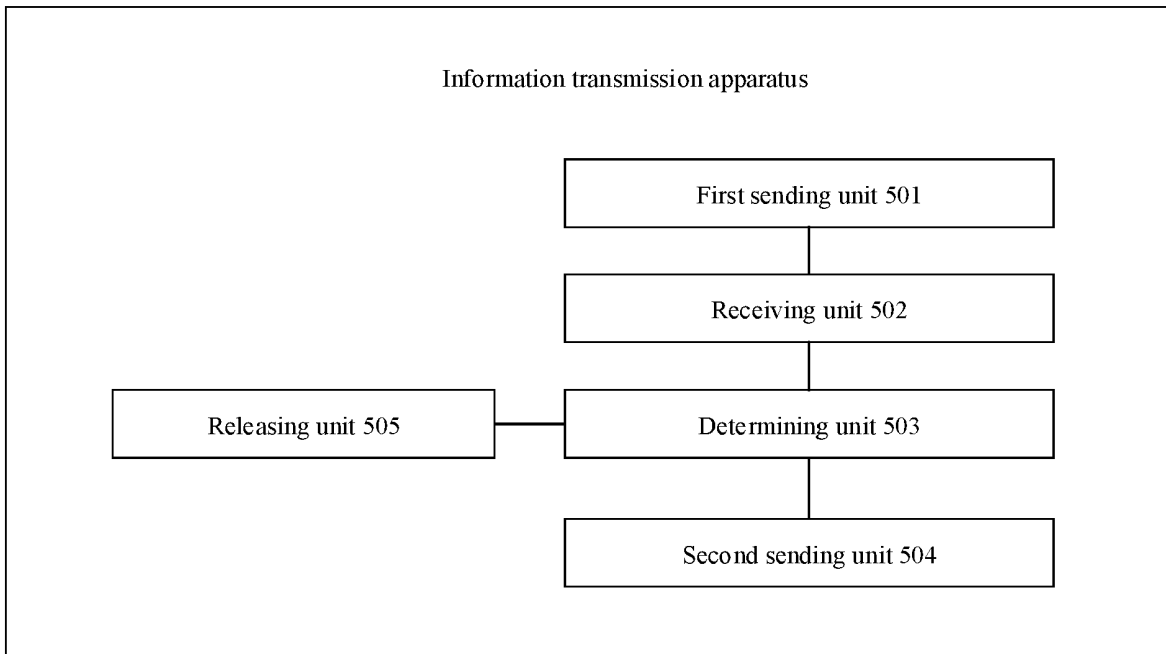 Information transmission apparatus
First sending unit 501
Receiving unit 502
Releasing unit 505
Determining unit 503
Second sending unit 504